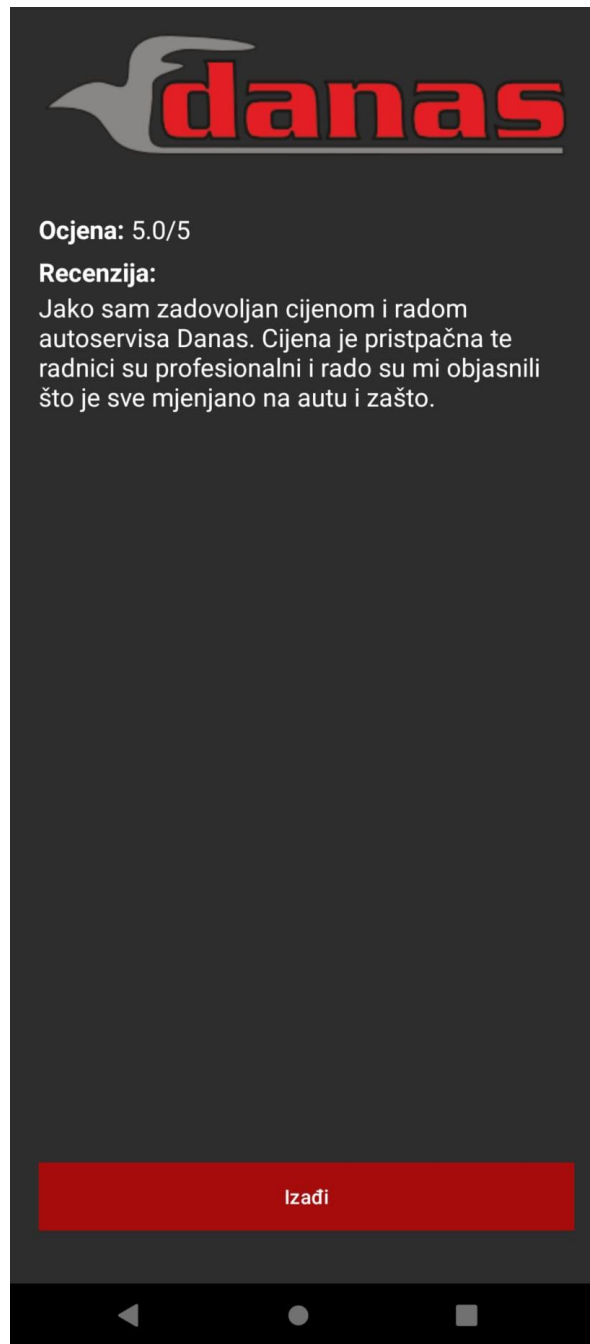 danas
Ocjena: 5.0/5
Recenzija:
Jako sam zadovoljan cijenom i radom
autoservisa Danas. Cijena je pristpačna te
radnici su profesionalni i rado su mi objasnili
što je sve mjenjano na autu i zašto.
Izađi